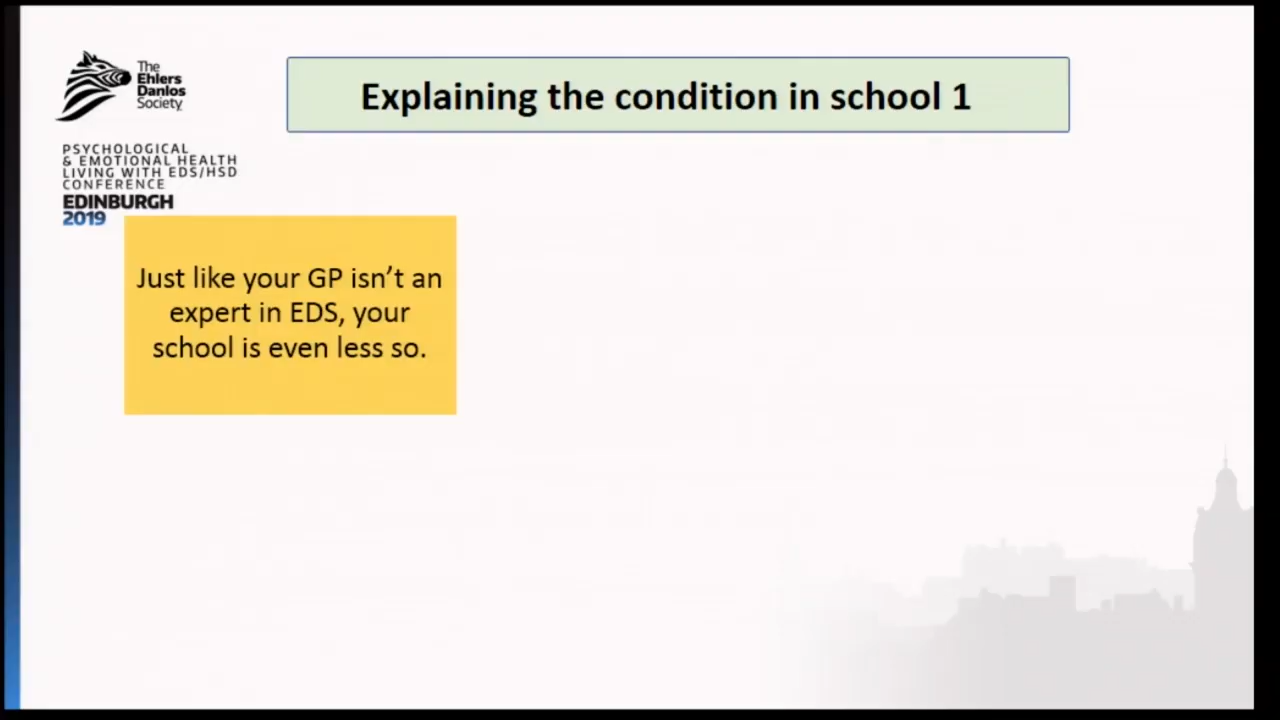 The
Ehlers
Danlos
Society
Explaining the condition in school 1
PSYCHOLOGICAL
& EMOTIONAL HEALTH
LIVING WITH EDS/HSD
CONFERENCE
EDINBURGH
2019
Just like your GP isn't an
expert in EDS, your
school is even less so.